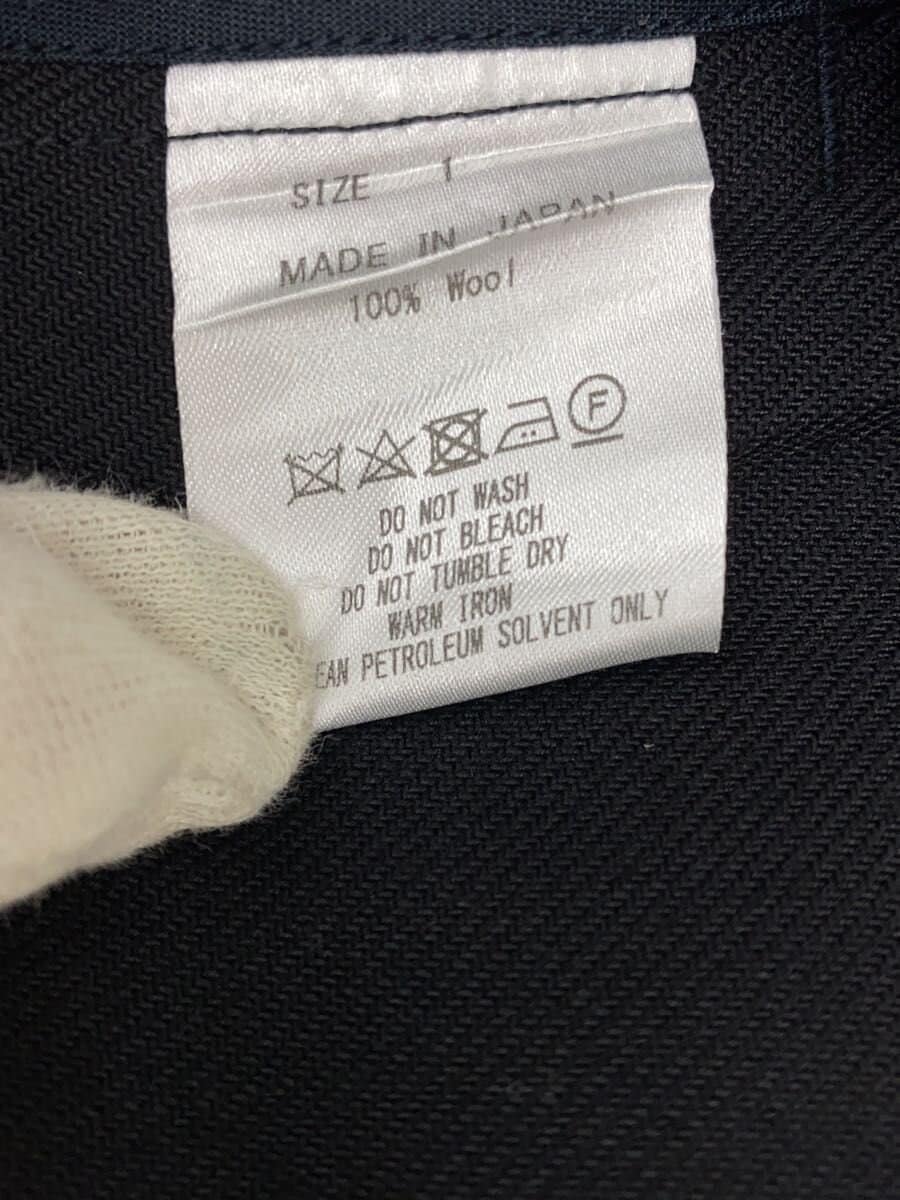 SIZE 1
MADE IN JAPAN
100% Wool
F
DO NOT WASH
DO NOT BLEACH
DO NOT TUMBLE DRY
WARM IRON
EAN PETROLEUM SOLVENT ONLY